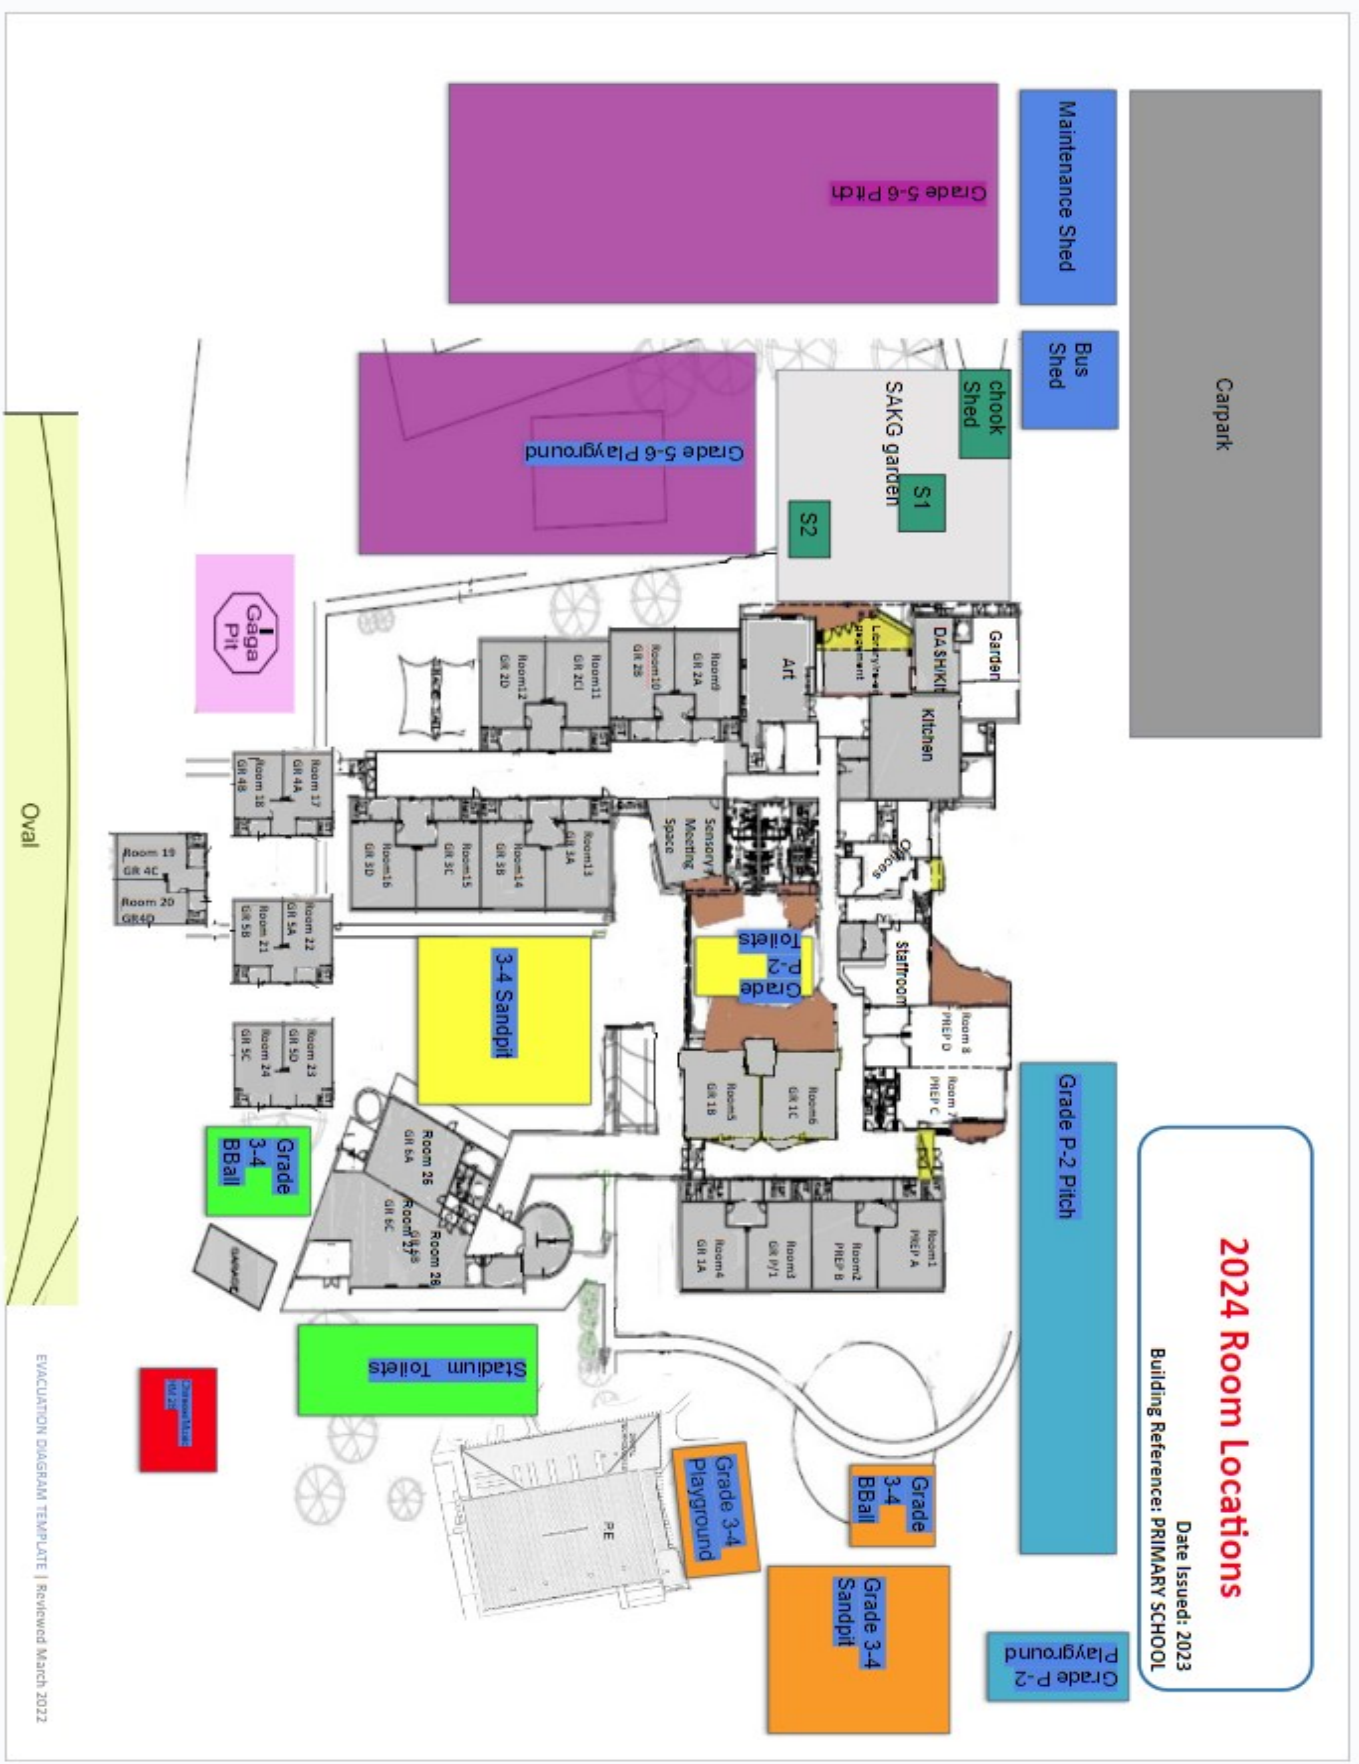 2024 Room Locations
Date Issued: 2023
Building Reference: PRIMARY SCHOOL
Carpark
Maintenance Shed
Bus
Shed
Grade 5-6 Pitch
Grade 5-6 Playground
chook
Shed
SAKG garden
S1
S2
Garden
DASH/Kit
Kitchen
Art
Offices
Staffroom
Room 8
PREP D
Room 7
PREP C
Grade P-2 Pitch
Grade P-2
Playground
Room9
GR 2A
Room10
GR 2B
Room11
GR 2C
Room12
GR 2D
Sensory
Meeting
Space
Room13
GR 3A
Room14
GR 3B
Room15
GR 3C
Room16
GR 3D
Grade
P-2
Toilets
Room6
GR 1C
Room5
GR 1B
Room1
PREP A
Room2
PREP B
Room3
GR P/1
Room4
GR 1A
Gaga
Pit
Room 17
GR 4A
Room 18
GR 4B
Room 19
GR 4C
Room 20
GR4D
Room 22
GR 5A
Room 21
GR 5B
Room 23
GR 5D
Room 24
GR 5C
3-4 Sandpit
Room 26
GR 6A
Room 27
GR 6C
Room 28
Grade
3-4
BBall
GARAGE
Stadium Toilets
PE
Grade 3-4
Playground
Grade
3-4
BBall
Grade 3-4
Sandpit
Oval
EVACUATION DIAGRAM TEMPLATE | Reviewed March 2022